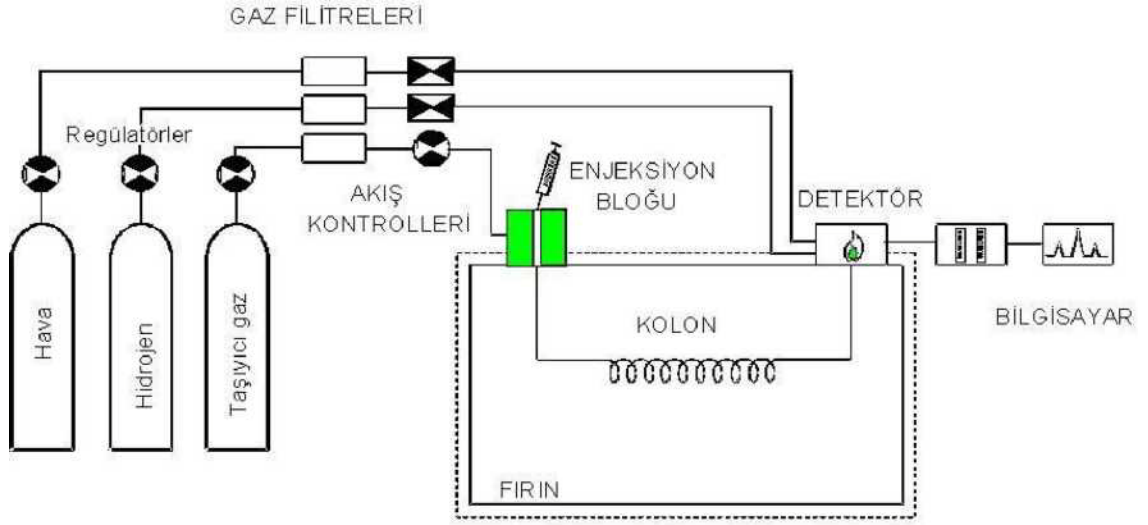 GAZ FİLİTRELERİ
Regülatörler
AKIŞ
KONTROLLERİ
ENJEKSİYON
BLOĞU
DETEKTÖR
Hava
Hidrojen
Taşıyıcı gaz
KOLON
BİLGİSAYAR
FIRIN